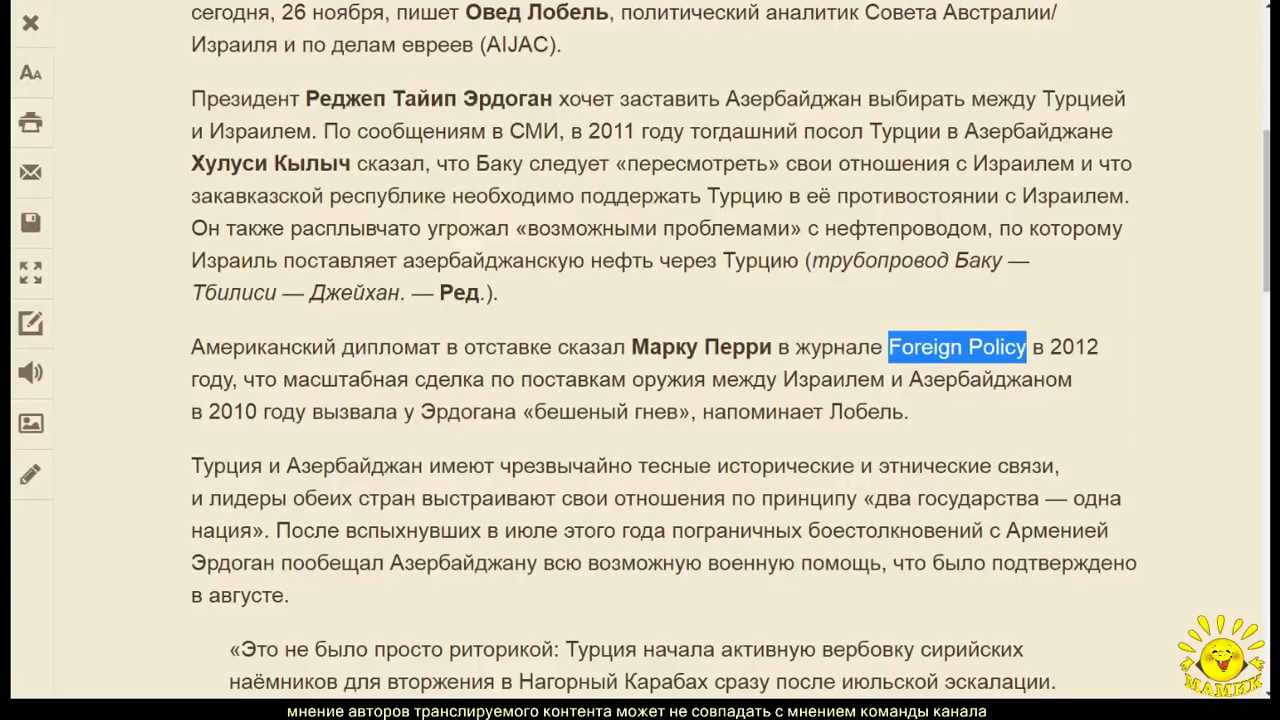 сегодня, 26 ноября, пишет Овед Лобель, политический аналитик Совета Австралии/
Израиля и по делам евреев (AIJAC).
Президент Реджеп Тайип Эрдоган хочет заставить Азербайджан выбирать между Турцией
и Израилем. По сообщениям в СМИ, в 2011 году тогдашний посол Турции в Азербайджане
Хулуси Кылыч сказал, что Баку следует «пересмотреть» свои отношения с Израилем и что
закавказской республике необходимо поддержать Турцию в её противостоянии с Израилем.
Он также расплывчато угрожал «возможными проблемами» с нефтепроводом, по которому
Израиль поставляет азербайджанскую нефть через Турцию (трубопровод Баку —
Тбилиси — Джейхан. — Ред.).
Американский дипломат в отставке сказал Марку Перри в журнале Foreign Policy в 2012
году, что масштабная сделка по поставкам оружия между Израилем и Азербайджаном
в 2010 году вызвала у Эрдогана «бешеный гнев», напоминает Лобель.
Турция и Азербайджан имеют чрезвычайно тесные исторические и этнические связи,
и лидеры обеих стран выстраивают свои отношения по принципу «два государства — одна
нация». После вспыхнувших в июле этого года пограничных боестолкновений с Арменией
Эрдоган пообещал Азербайджану всю возможную военную помощь, что было подтверждено
в августе.
«Это не было просто риторикой: Турция начала активную вербовку сирийских
наёмников для вторжения в Нагорный Карабах сразу после июльской эскалации.
МАМИК
мнение авторов транслируемого контента может не совпадать с мнением команды канала